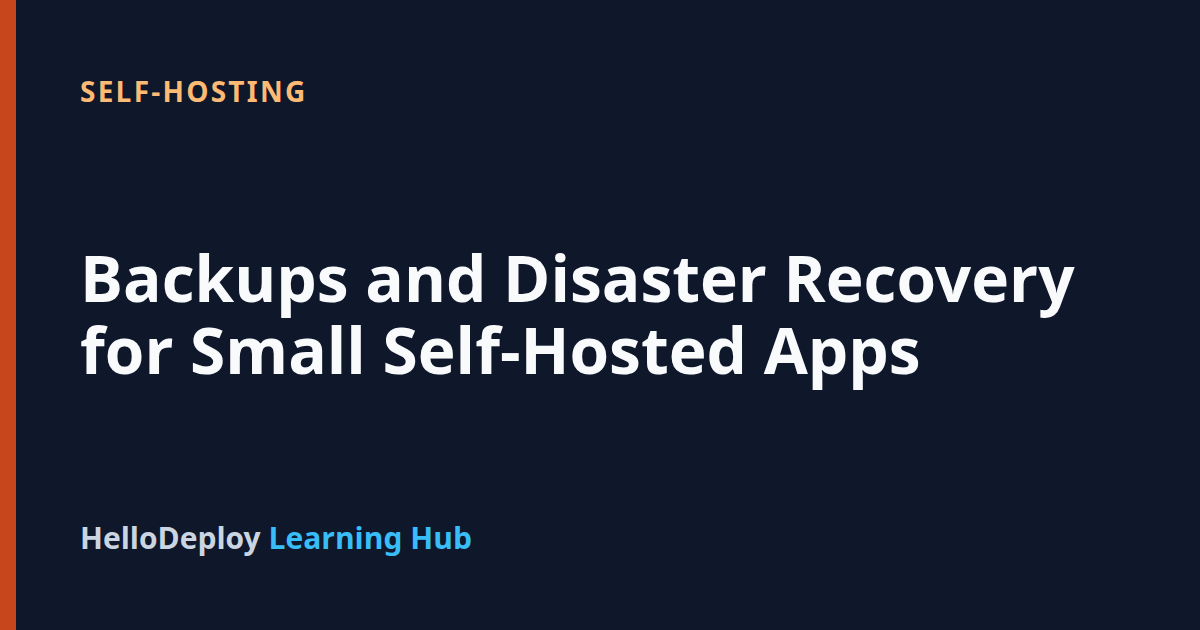 SELF-HOSTING
Backups and Disaster Recovery
for Small Self-Hosted Apps
HelloDeploy Learning Hub